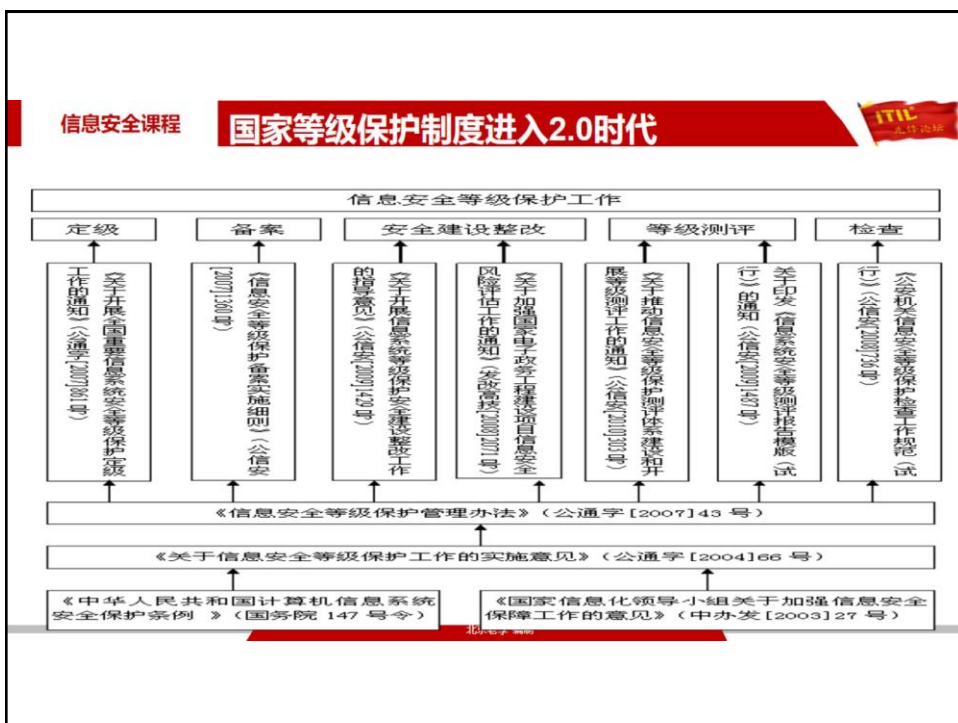 信息安全课程
国家等级保护制度进入2.0时代
ITIL
先锋论坛
信息安全等级保护工作
定级
备案
安全建设整改
等级测评
检查
《关于开展全国重要信息系统安全等级保护定级
工作的通知》（公通字[2007]861号）
《信息安全等级保护备案实施细则》（公信安
[2007]1360号）
《关于开展信息系统等级保护安全建设整改工作
的指导意见》（公信安[2009]1429号）
《关于加强国家电子政务工程建设项目信息安全
风险评估工作的通知》（发改高技[2008]2071号）
《关于推动信息安全等级保护测评体系建设和开
展等级测评工作的通知》（公信安[2010]303号）
关于印发《信息系统安全等级测评报告模版（试
行）》的通知（公信安[2009]1487号）
《公安机关信息安全等级保护检查工作规范（试
行）》（公信安[2008]736号）
《信息安全等级保护管理办法》（公通字[2007]43 号）
《关于信息安全等级保护工作的实施意见》（公通字[2004]66 号）
《中华人民共和国计算机信息系统
安全保护条例 》（国务院 147 号令）
《国家信息化领导小组关于加强信息安全
保障工作的意见》（中办发[2003]27 号）